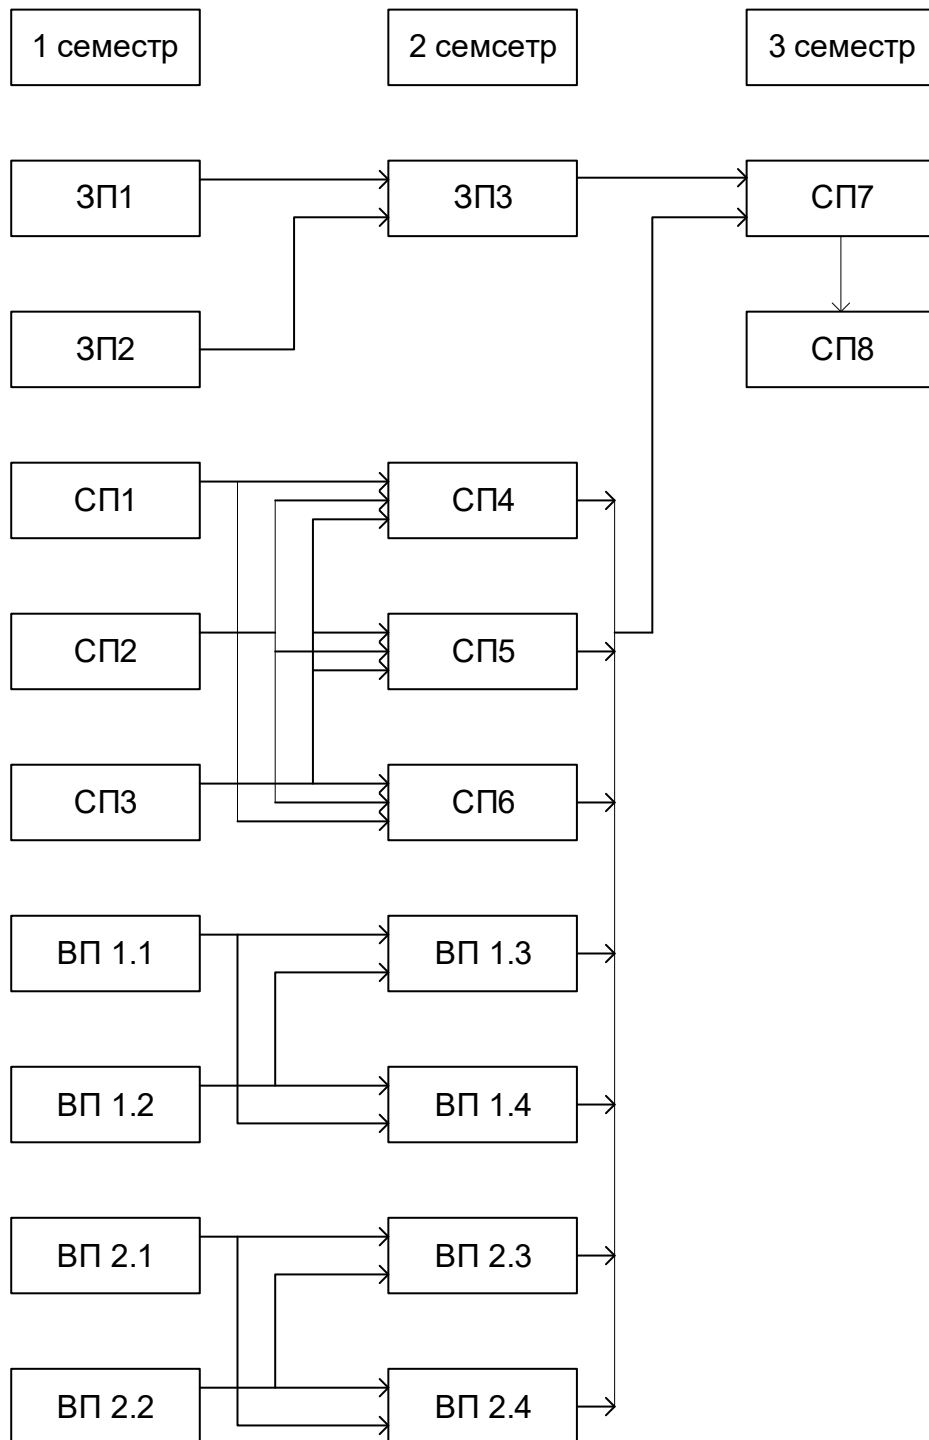 1 семестр 2 семсетр 3 семестр
ЗП1 ЗП3 СП7
ЗП2 СП8
СП1 СП4
СП2 СП5
СП3 СП6
ВП 1.1 ВП 1.3
ВП 1.2 ВП 1.4
ВП 2.1 ВП 2.3
ВП 2.2 ВП 2.4